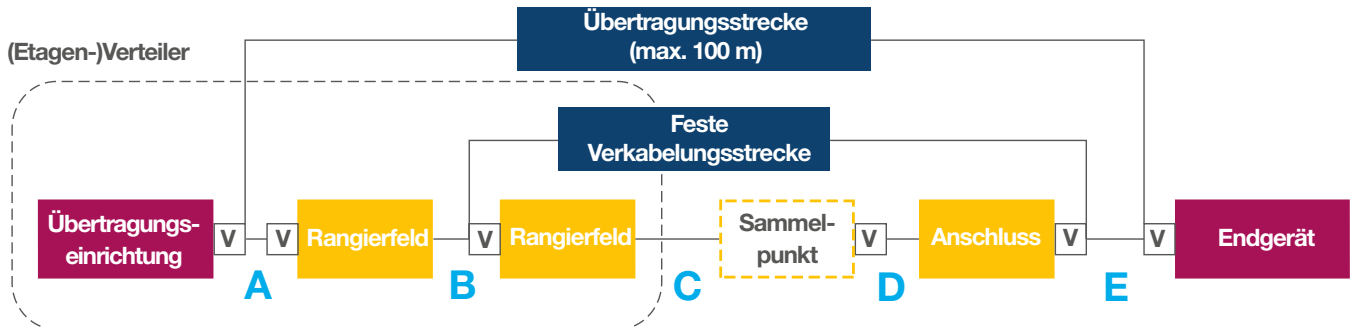 Übertragungsstrecke
(max. 100 m)
(Etagen-)Verteiler
Feste
Verkabelungsstrecke
Übertragungs-
einrichtung
V
V
Rangierfeld
V
Rangierfeld
Sammel-
punkt
V
Anschluss
V
V
Endgerät
A
B
C
D
E